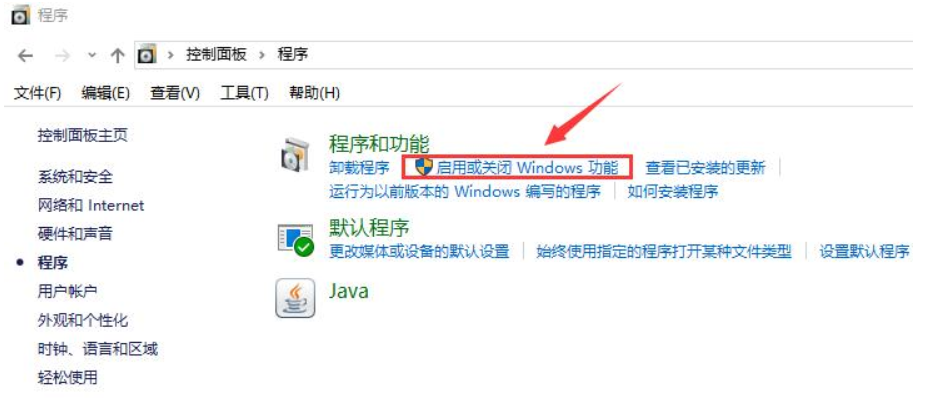 程序
控制面板 › 程序
文件(F) 编辑(E) 查看(V) 工具(T) 帮助(H)
控制面板主页
系统和安全
网络和 Internet
硬件和声音
程序
用户帐户
外观和个性化
时钟、语言和区域
轻松使用
程序和功能
卸载程序 启用或关闭 Windows 功能 查看已安装的更新
运行为以前版本的 Windows 编写的程序 如何安装程序
默认程序
更改媒体或设备的默认设置 始终使用指定的程序打开某种文件类型 设置默认程序
Java